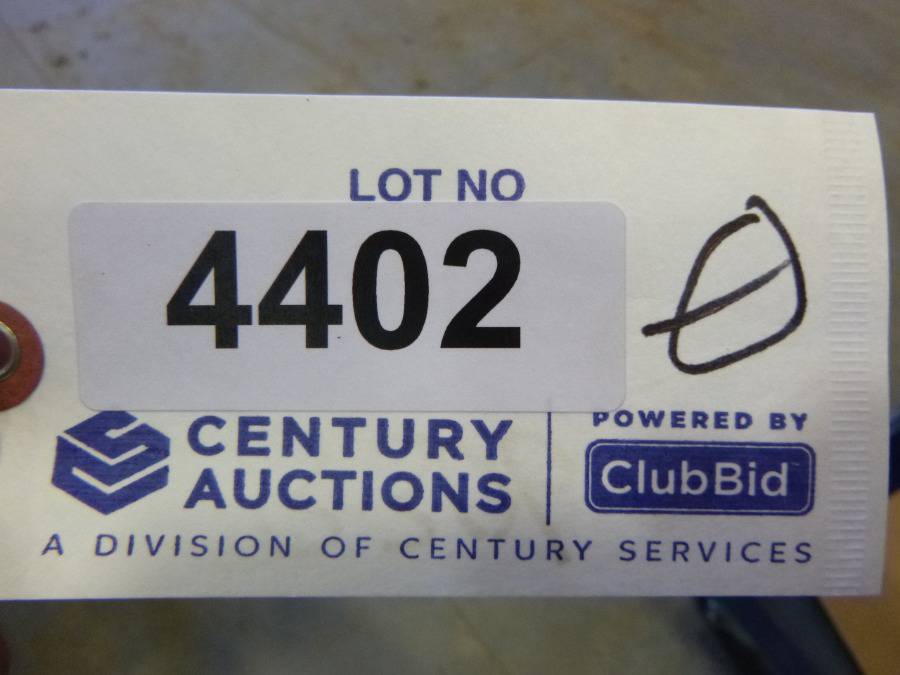 LOT NO
4402
CENTURY
AUCTIONS
POWERED BY
ClubBid
A DIVISION OF CENTURY SERVICES